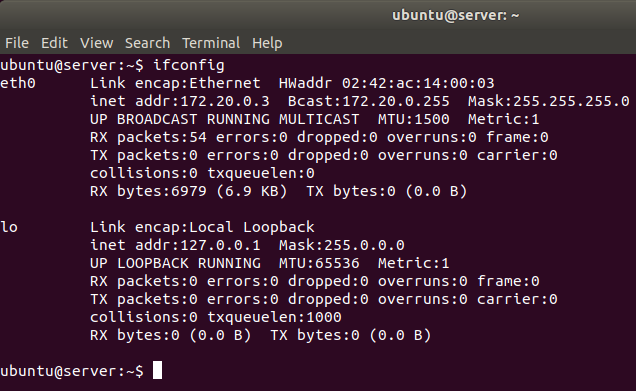 ubuntu@server: ~
File Edit View Search Terminal Help
ubuntu@server:~$ ifconfig
eth0      Link encap:Ethernet  HWaddr 02:42:ac:14:00:03
          inet addr:172.20.0.3  Bcast:172.20.0.255  Mask:255.255.255.0
          UP BROADCAST RUNNING MULTICAST  MTU:1500  Metric:1
          RX packets:54 errors:0 dropped:0 overruns:0 frame:0
          TX packets:0 errors:0 dropped:0 overruns:0 carrier:0
          collisions:0 txqueuelen:0
          RX bytes:6979 (6.9 KB)  TX bytes:0 (0.0 B)

lo        Link encap:Local Loopback
          inet addr:127.0.0.1  Mask:255.0.0.0
          UP LOOPBACK RUNNING  MTU:65536  Metric:1
          RX packets:0 errors:0 dropped:0 overruns:0 frame:0
          TX packets:0 errors:0 dropped:0 overruns:0 carrier:0
          collisions:0 txqueuelen:1000
          RX bytes:0 (0.0 B)  TX bytes:0 (0.0 B)

ubuntu@server:~$